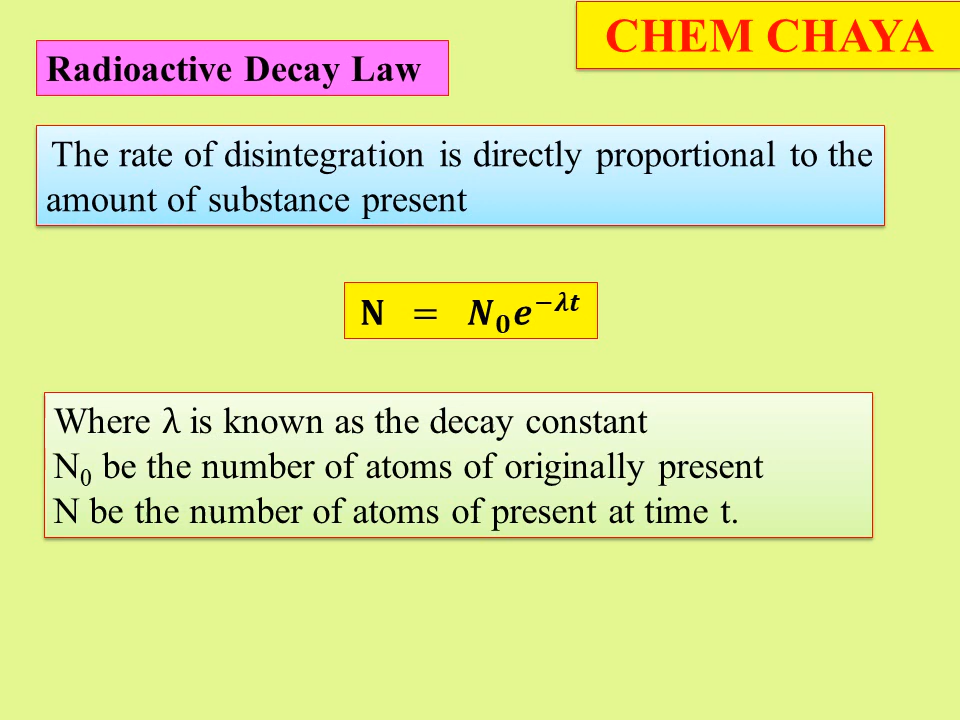 CHEM CHAYA
Radioactive Decay Law
The rate of disintegration is directly proportional to the
amount of substance present
N = N₀e^{−λt}
Where λ is known as the decay constant
N₀ be the number of atoms of originally present
N be the number of atoms of present at time t.